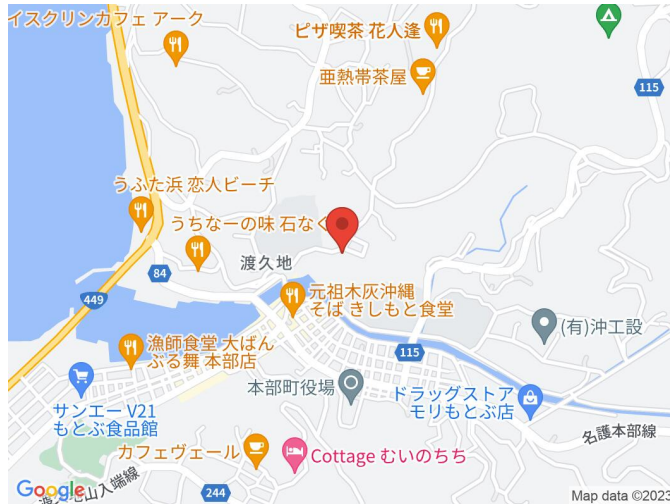 イスクリンカフェ アーク
ピザ喫茶 花人逢
亜熱帯茶屋
115
うふた浜 恋人ビーチ
うちなーの味 石なぐ
渡久地
84
449
元祖木灰沖縄
そば きしもと食堂
(有)沖工設
漁師食堂 大ばん
ぶる舞 本部店
115
本部町役場
サンエー V21
もとぶ食品館
ドラッグストア
モリもとぶ店
名護本部線
カフェヴェール
Cottage むいのちち
244
Google
Map data ©2023